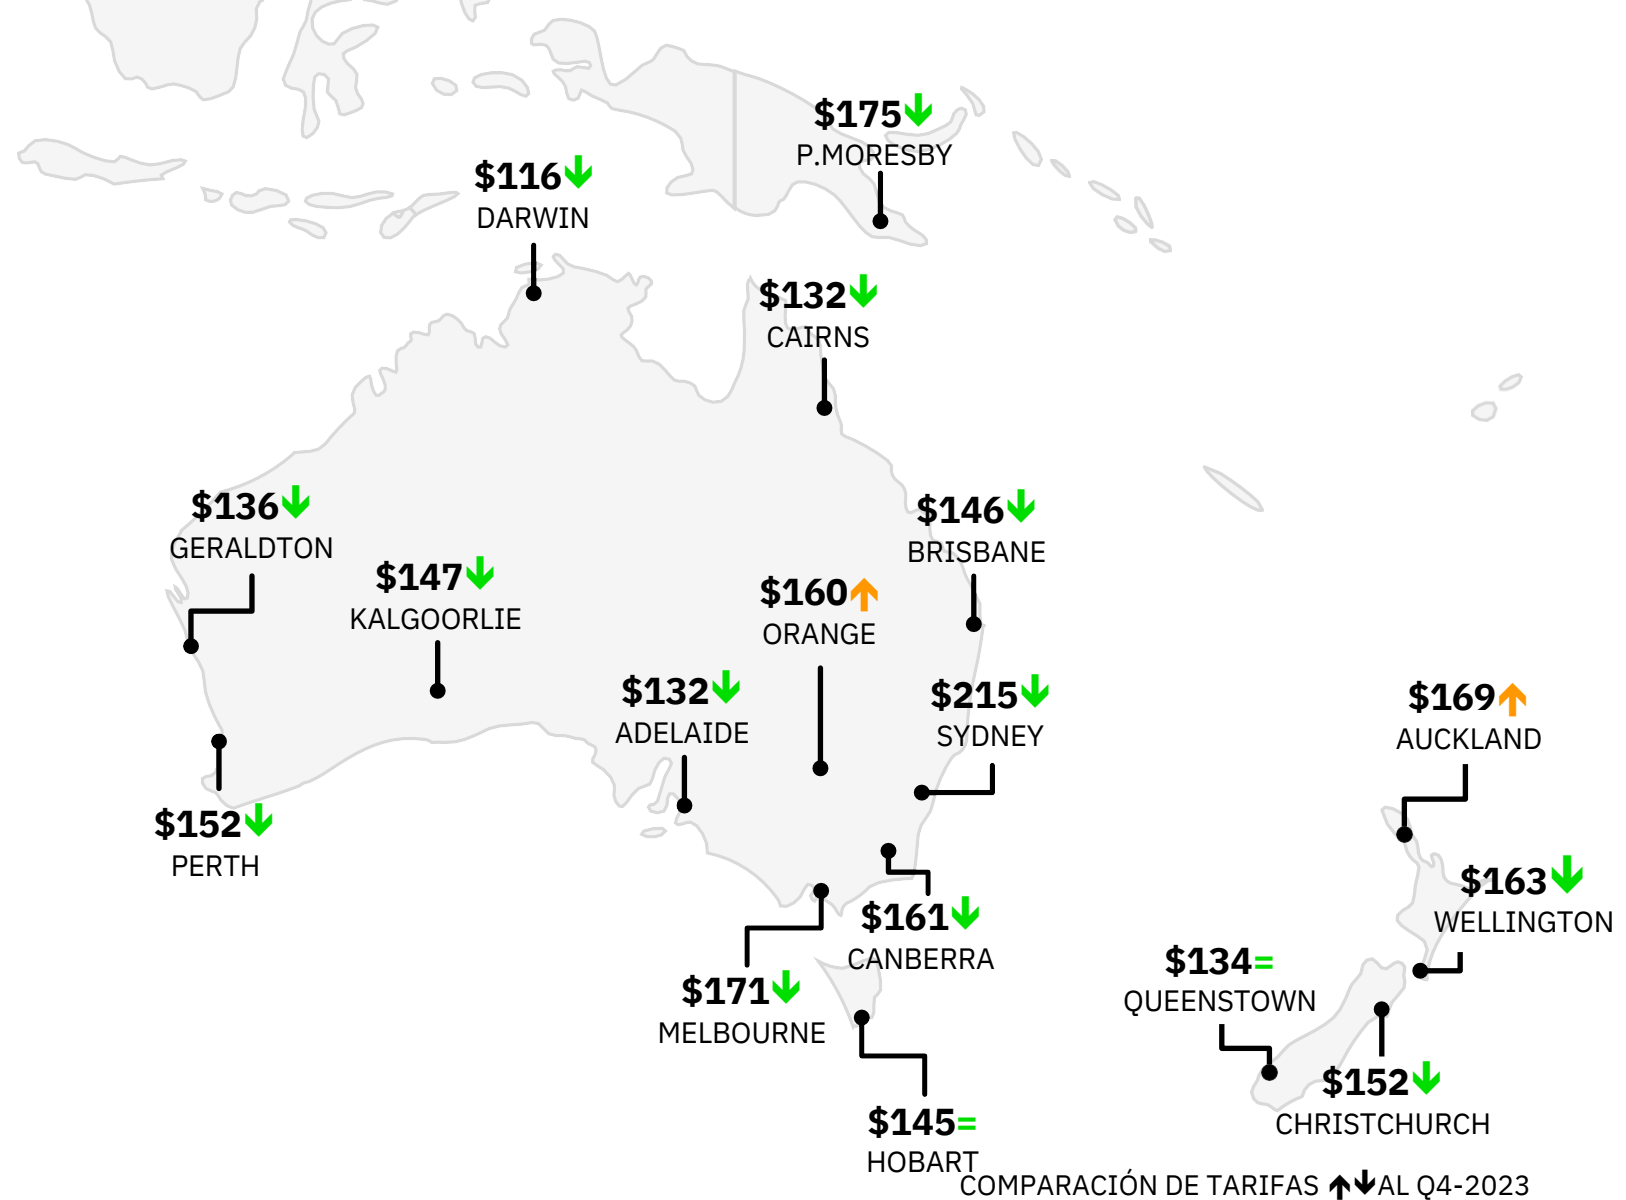 $175↓
P.MORESBY
$116↓
DARWIN
$132↓
CAIRNS
$136↓
GERALDTON
$146↓
BRISBANE
$147↓
KALGOORLIE
$160↑
ORANGE
$132↓
ADELAIDE
$215↓
SYDNEY
$169↑
AUCKLAND
$152↓
PERTH
$163↓
WELLINGTON
$161↓
CANBERRA
$134=
QUEENSTOWN
$171↓
MELBOURNE
$152↓
CHRISTCHURCH
$145=
HOBART
COMPARACIÓN DE TARIFAS ↑↓AL Q4-2023